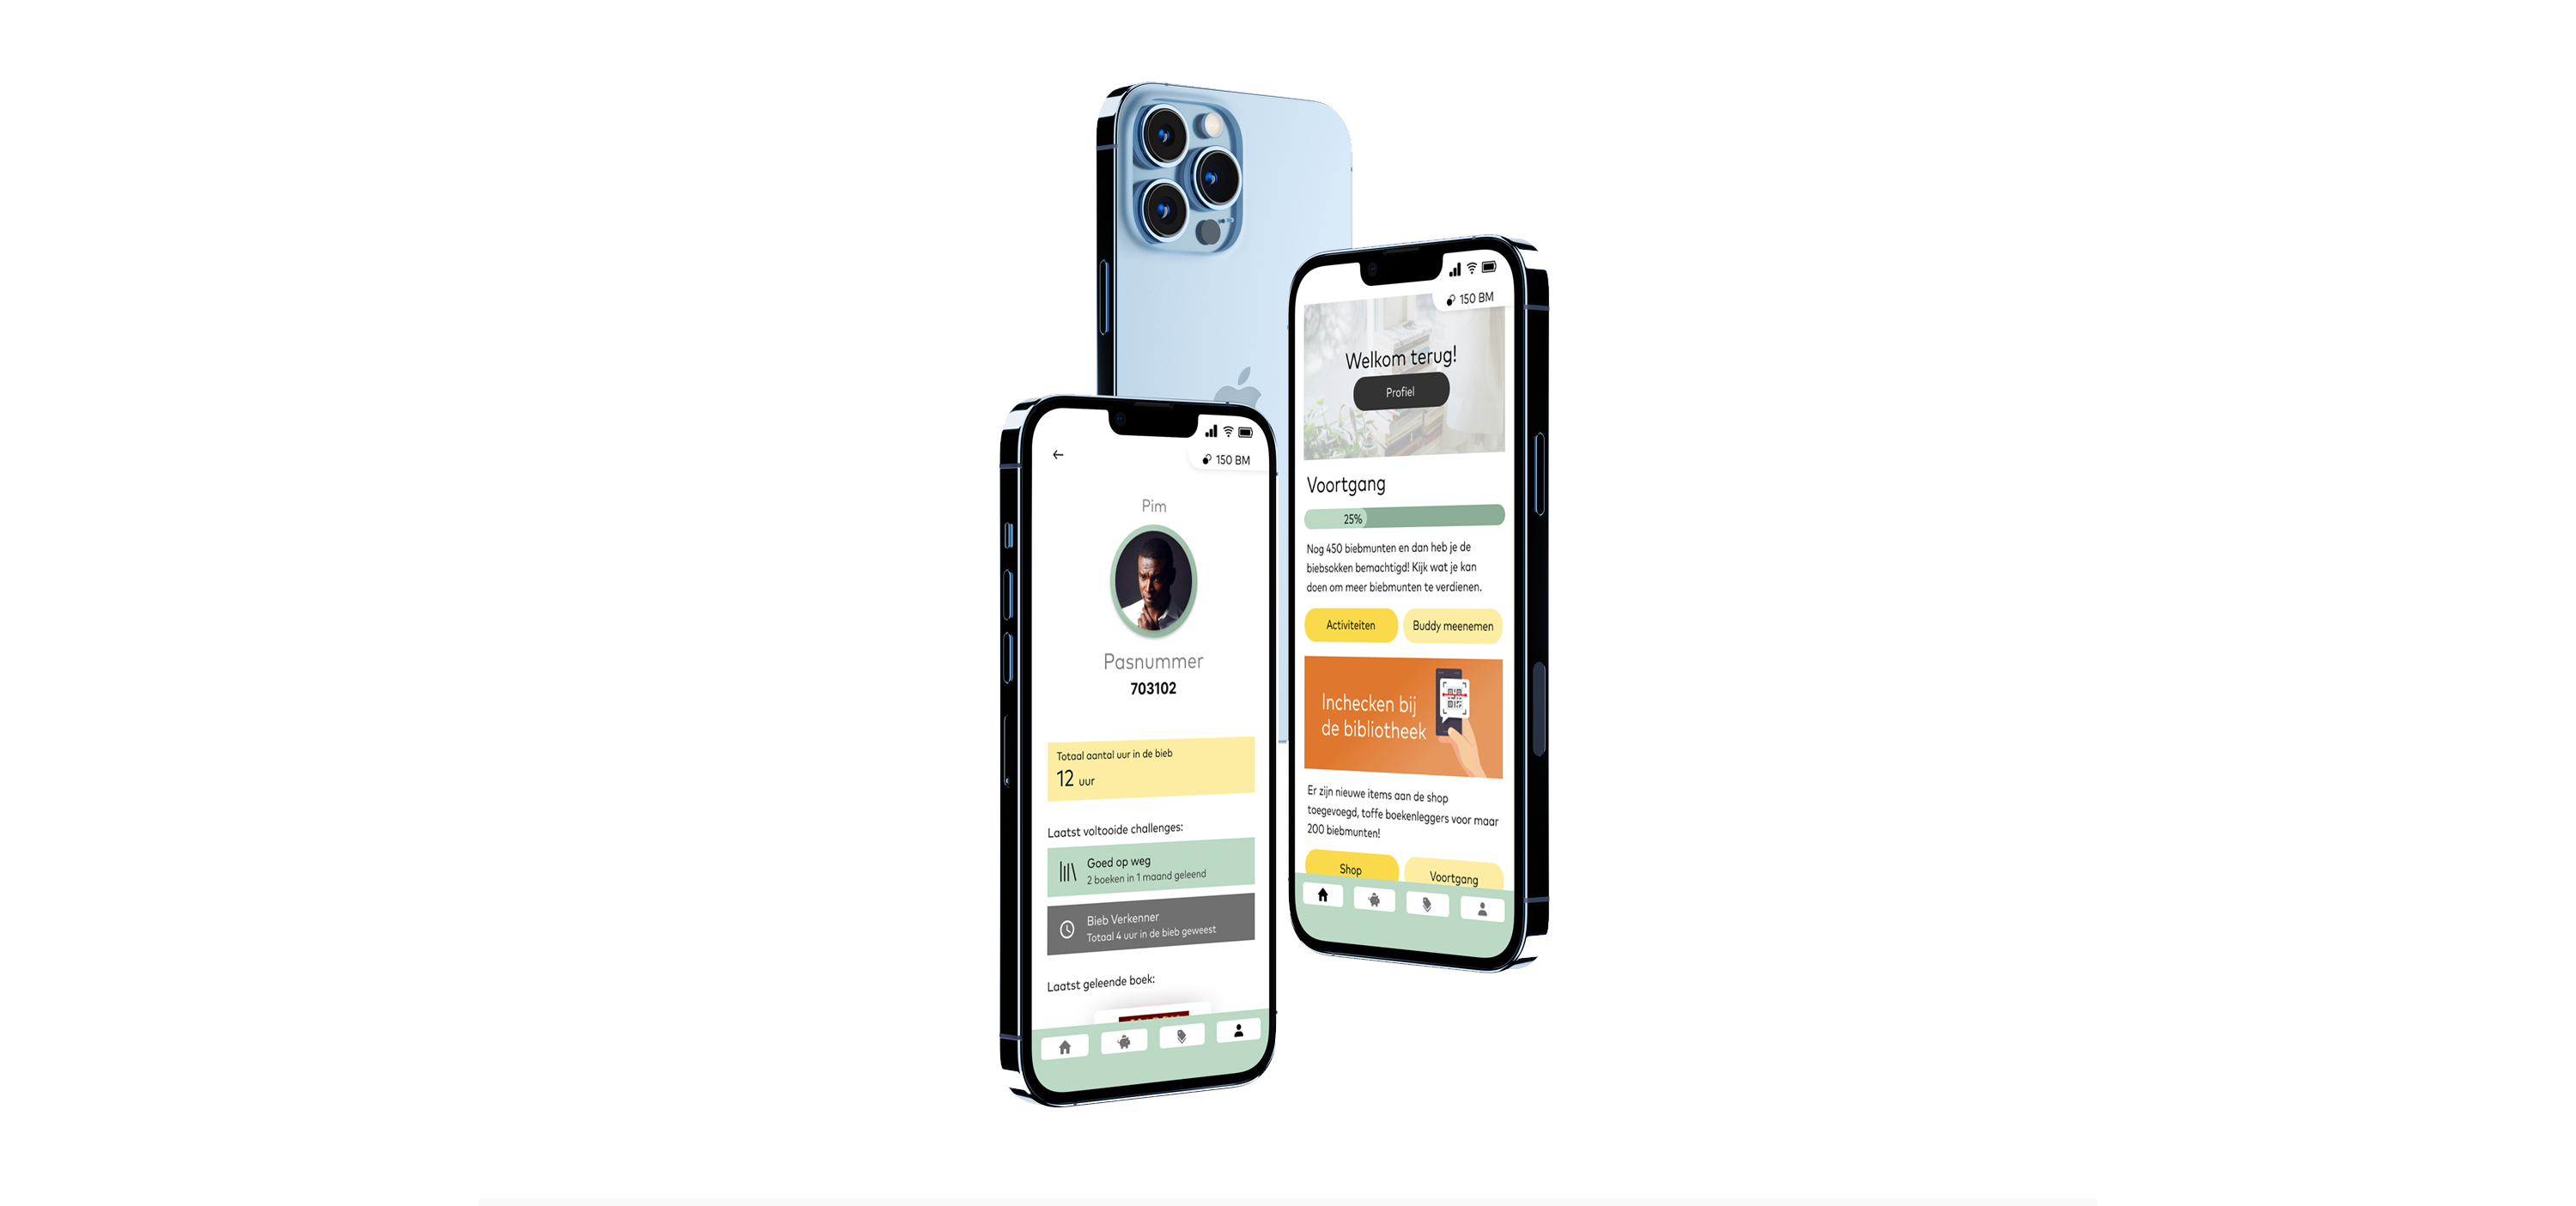 150 BM
Pim
Pasnummer
703102
Totaal aantal uur in de bieb
12 uur
Laatst voltooide challenges:
Goed op weg
2 boeken in 1 maand geleend
Bieb Verkenner
Totaal 4 uur in de bieb geweest
Laatst geleende boek:
150 BM
Welkom terug!
Profiel
Voortgang
25%
Nog 450 biebmunten en dan heb je de
biebsokken bemachtigd! Kijk wat je kan
doen om meer biebmunten te verdienen.
Activiteiten
Buddy meenemen
Inchecken bij
de bibliotheek
Er zijn nieuwe items aan de shop
toegevoegd, toffe boekenleggers voor maar
200 biebmunten!
Shop
Voortgang